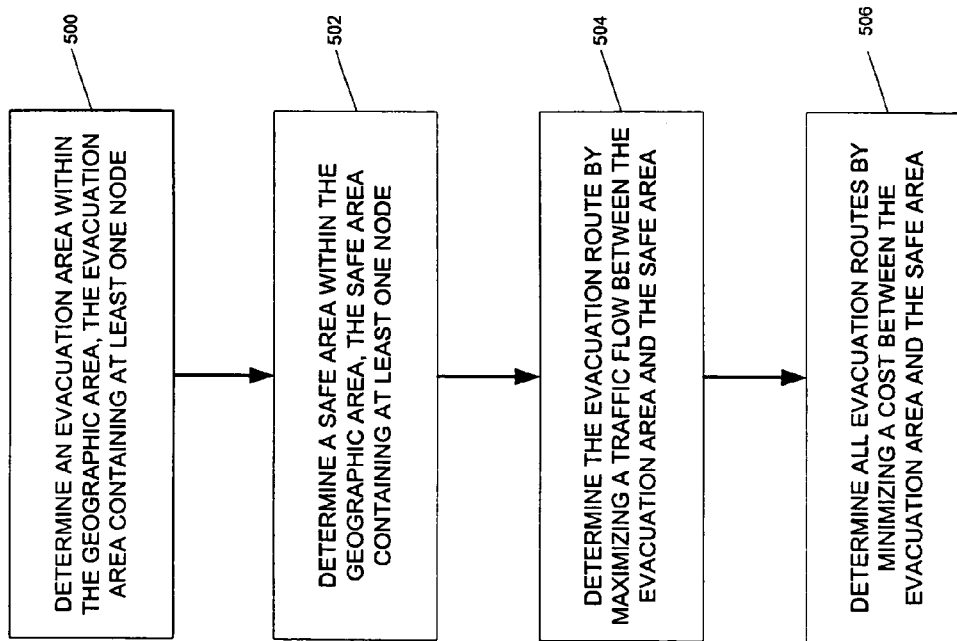 500
DETERMINE AN EVACUATION AREA WITHIN
THE GEOGRAPHIC AREA, THE EVACUATION
AREA CONTAINING AT LEAST ONE NODE
502
DETERMINE A SAFE AREA WITHIN THE
GEOGRAPHIC AREA, THE SAFE AREA
CONTAINING AT LEAST ONE NODE
504
DETERMINE THE EVACUATION ROUTE BY
MAXIMIZING A TRAFFIC FLOW BETWEEN THE
EVACUATION AREA AND THE SAFE AREA
506
DETERMINE ALL EVACUATION ROUTES BY
MINIMIZING A COST BETWEEN THE
EVACUATION AREA AND THE SAFE AREA